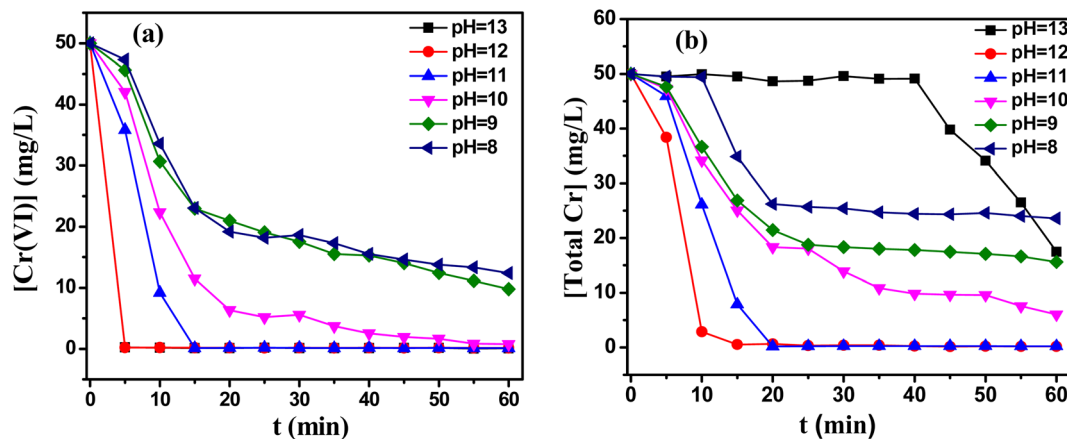 (a)
pH=13
pH=12
pH=11
pH=10
pH=9
pH=8
[Cr(VI)] (mg/L)
50
40
30
20
10
0
0 10 20 30 40 50 60
t (min)
(b)
pH=13
pH=12
pH=11
pH=10
pH=9
pH=8
[Total Cr] (mg/L)
60
50
40
30
20
10
0
0 10 20 30 40 50 60
t (min)